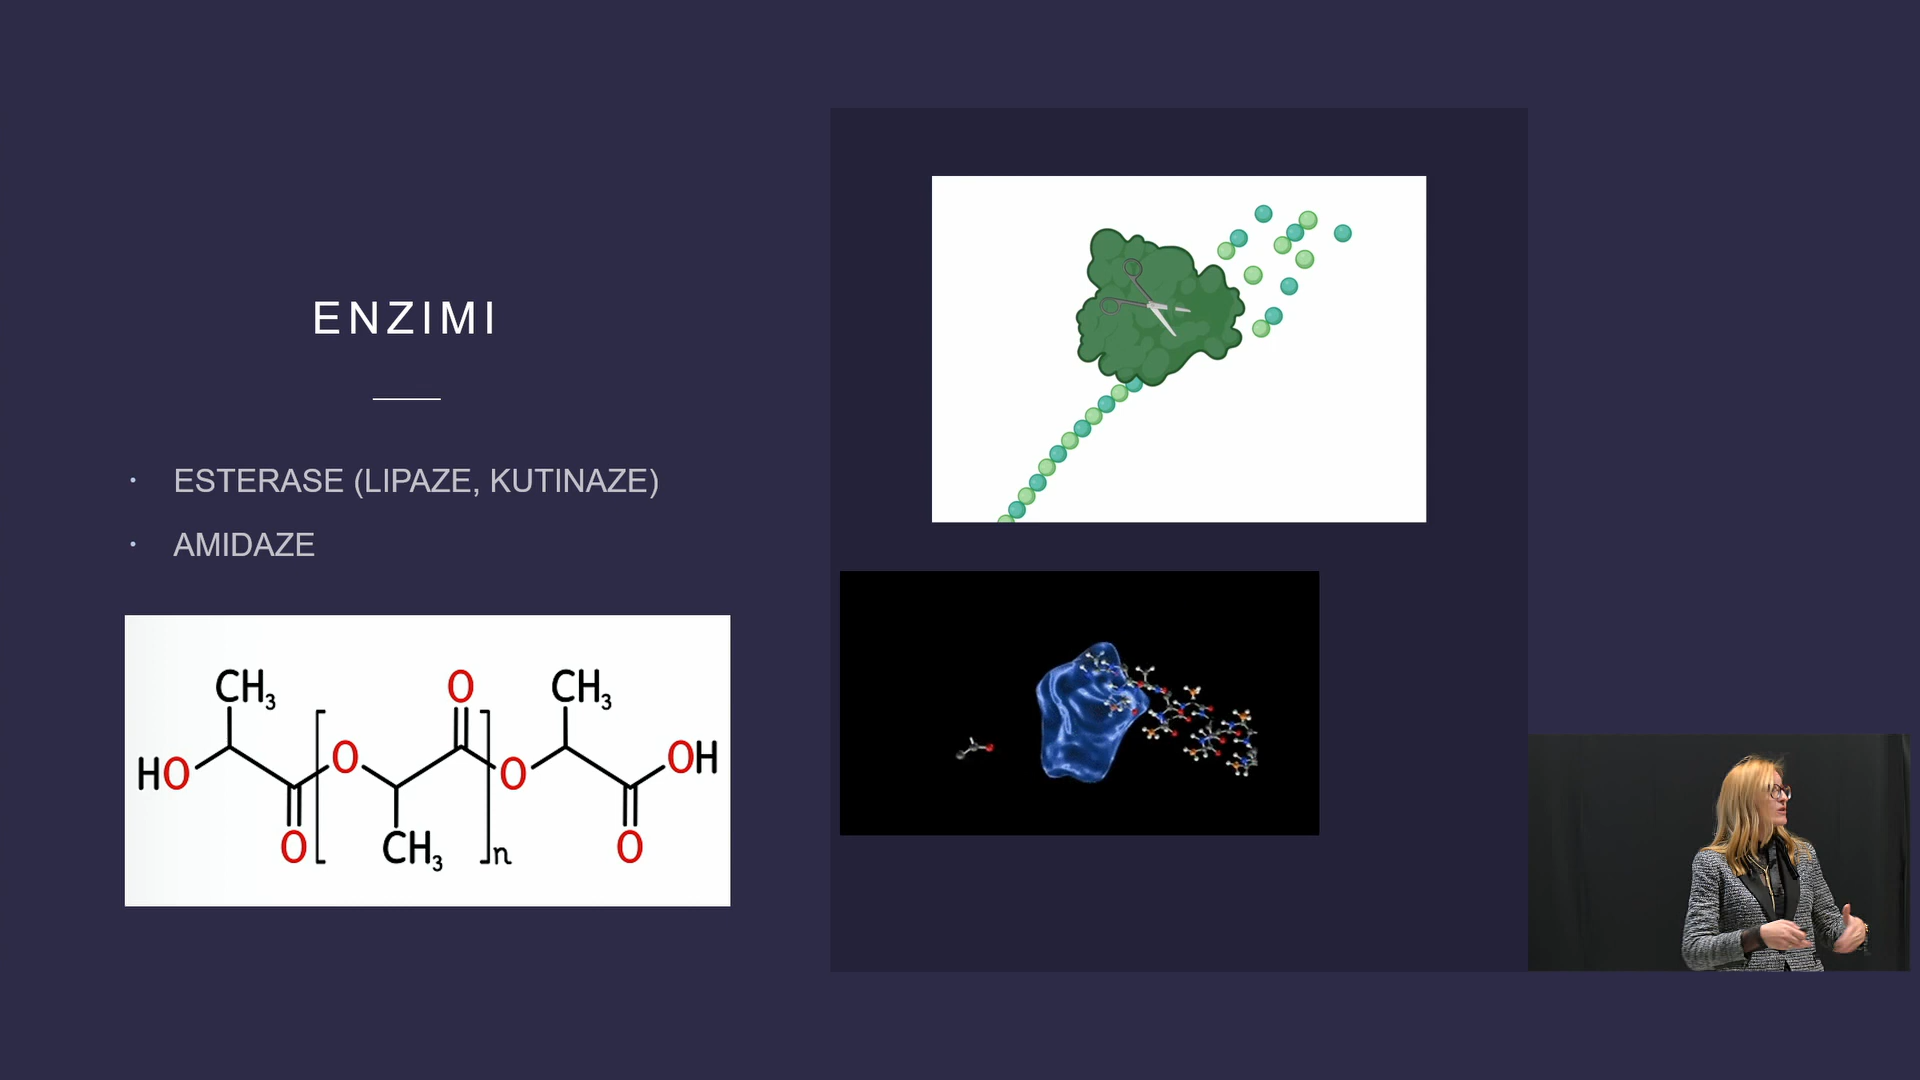 ENZIMI
· ESTERASE (LIPAZE, KUTINAZE)
· AMIDAZE
CH₃ O CH₃
HO O O OH
O CH₃ n O